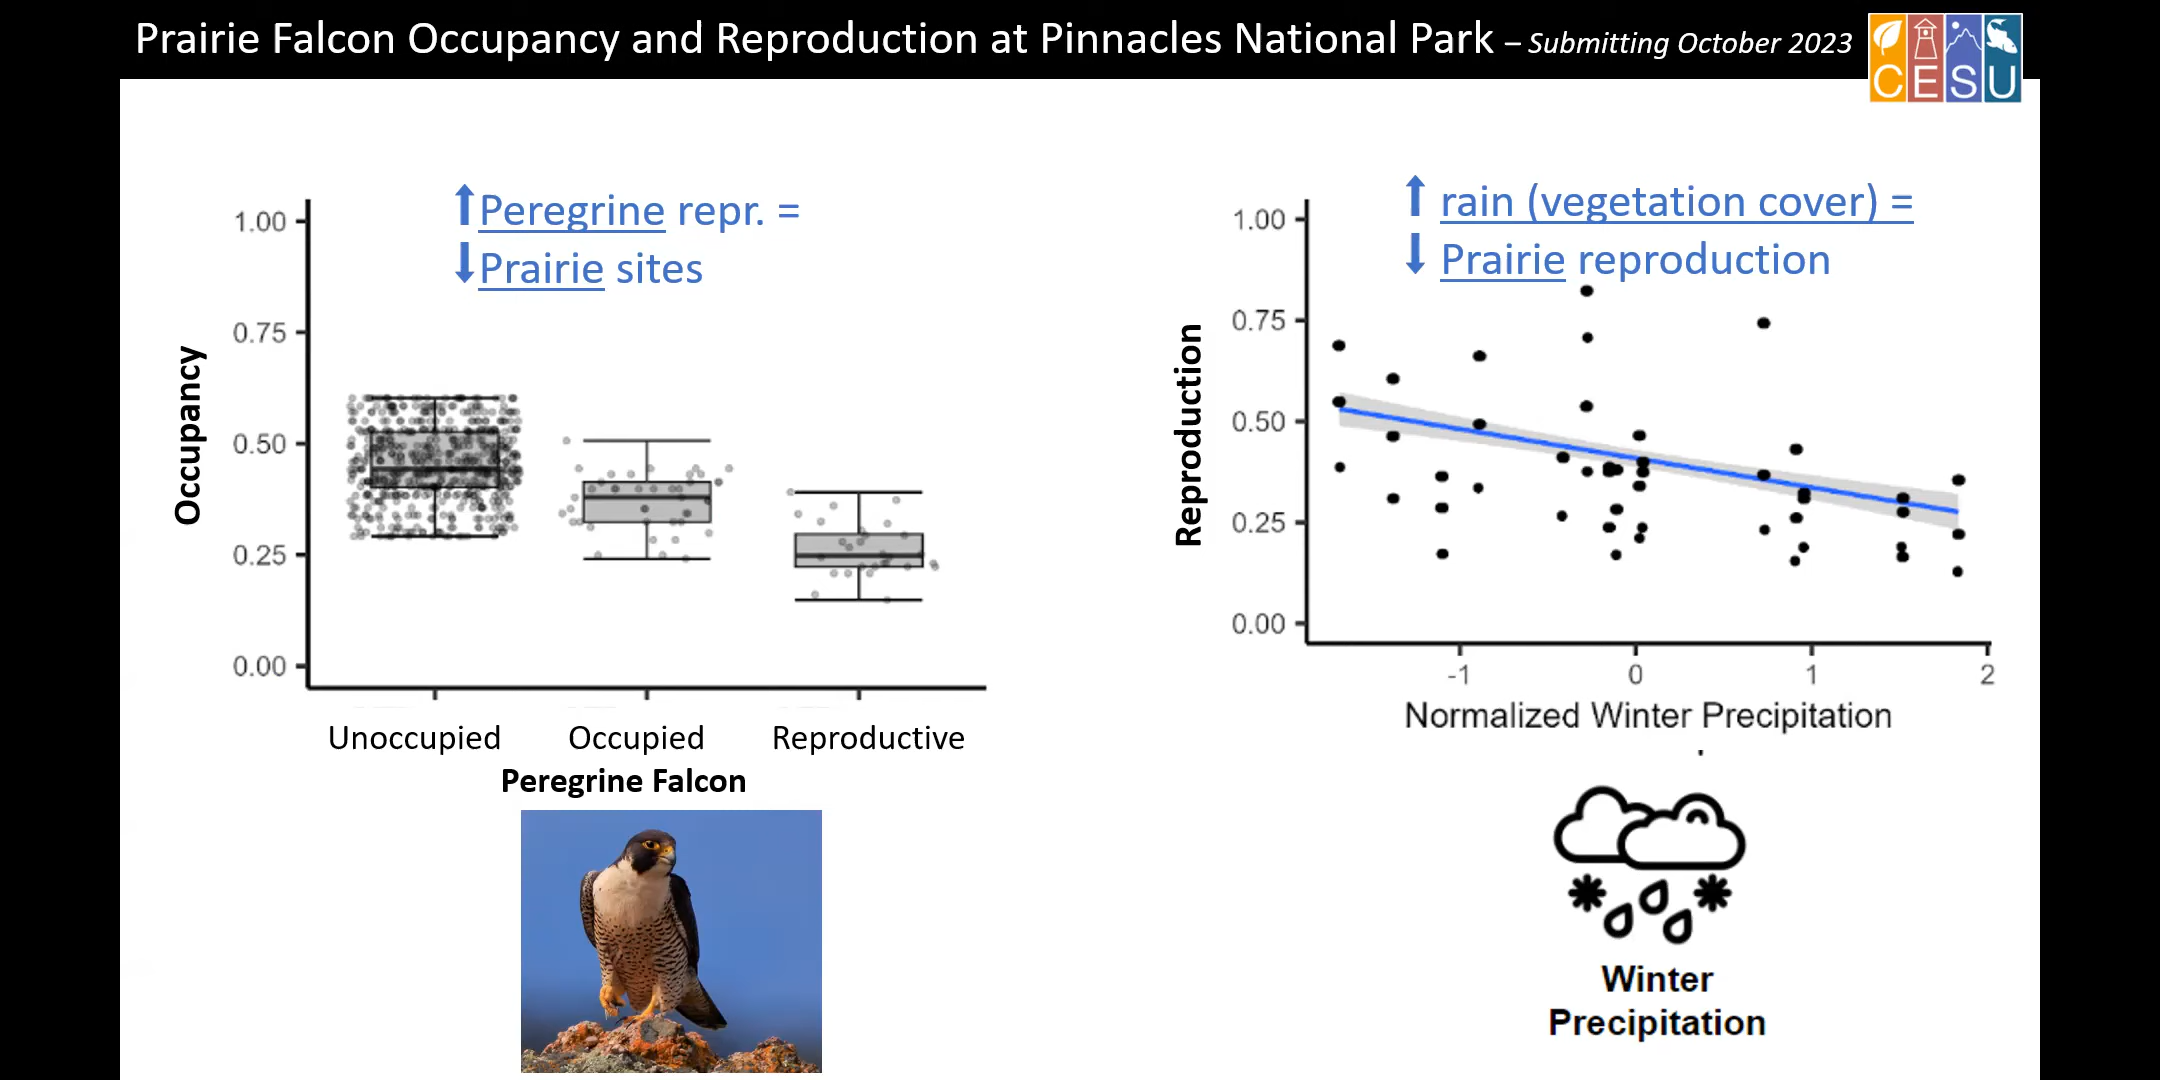 Prairie Falcon Occupancy and Reproduction at Pinnacles National Park – Submitting October 2023
CESU
Peregrine repr. =
Prairie sites
1.00
0.75
0.50
0.25
0.00
Occupancy
Unoccupied Occupied Reproductive
Peregrine Falcon
rain (vegetation cover) =
Prairie reproduction
1.00
0.75
0.50
0.25
0.00
Reproduction
-1 0 1 2
Normalized Winter Precipitation
Winter
Precipitation